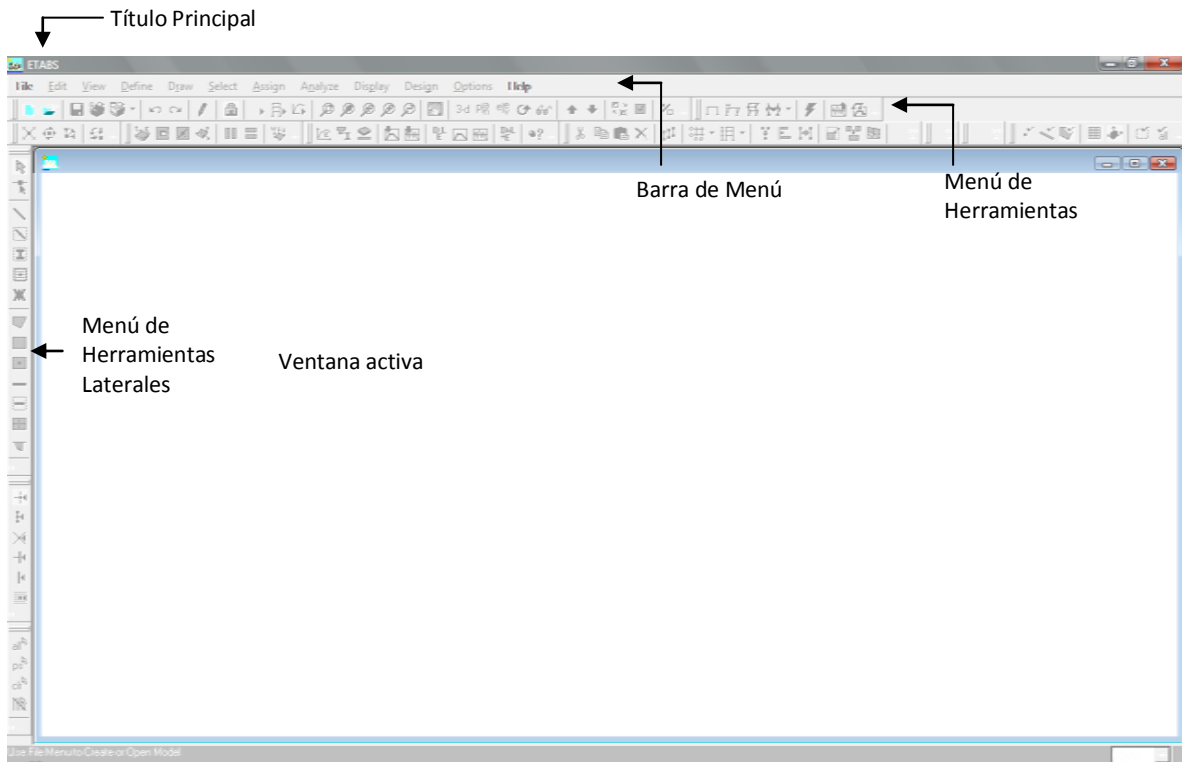 Título Principal
ETABS
File Edit View Define Draw Select Assign Analyze Display Design Options Help
Barra de Menú
Menú de
Herramientas
Menú de
Herramientas
Laterales
Ventana activa
Use File Menu to Create or Open Model